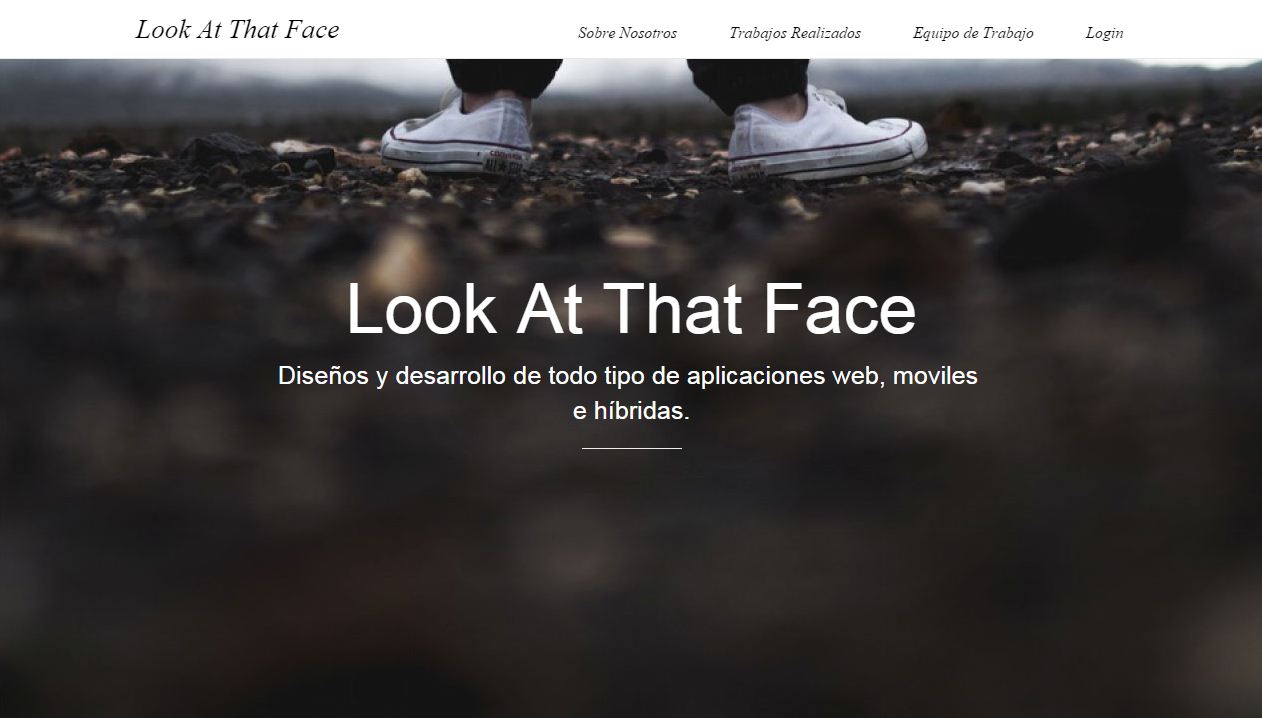 Look At That Face
Sobre Nosotros Trabajos Realizados Equipo de Trabajo Login
Look At That Face
Diseños y desarrollo de todo tipo de aplicaciones web, moviles
e híbridas.